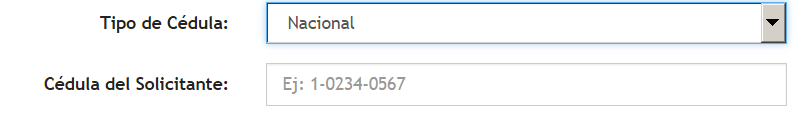 Tipo de Cédula: Nacional
Cédula del Solicitante: Ej: 1-0234-0567